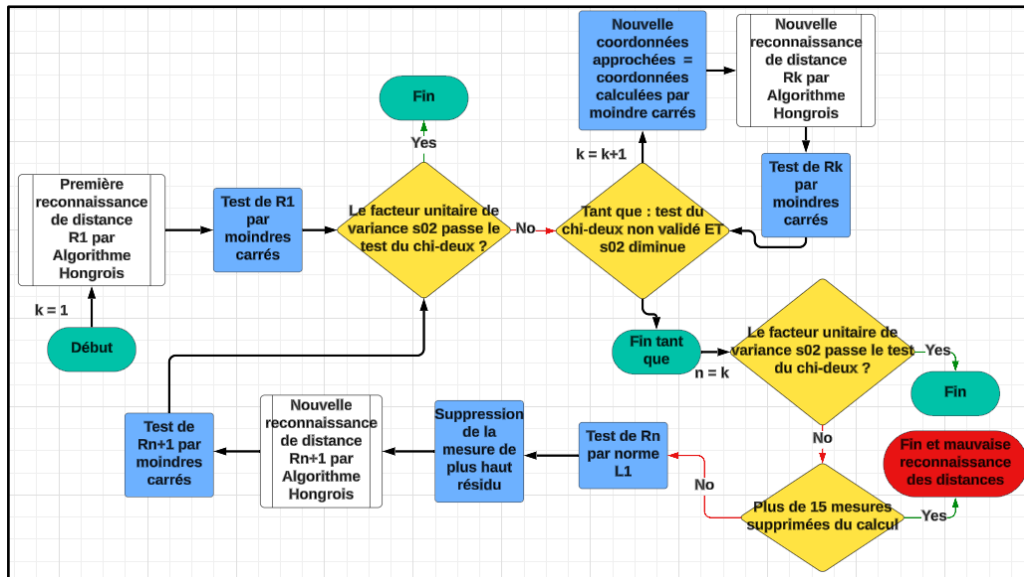 Début
k = 1
Première
reconnaissance
de distance
R1 par
Algorithme
Hongrois
Test de R1
par
moindres
carrés
Le facteur unitaire de
variance s02 passe le
test du chi-deux ?
Yes
Fin
No
Tant que : test du
chi-deux non validé ET
s02 diminue
k = k+1
Nouvelle
coordonnées
approchées =
coordonnées
calculées par
moindre carrés
Nouvelle
reconnaissance
de distance
Rk par
Algorithme
Hongrois
Test de Rk
par
moindres
carrés
Fin tant
que
n = k
Le facteur unitaire de
variance s02 passe le test
du chi-deux ?
Yes
Fin
No
Plus de 15 mesures
supprimées du calcul
Yes
Fin et mauvaise
reconnaissance
des distances
No
Test de Rn
par norme
L1
Suppression
de la
mesure de
plus haut
résidu
Nouvelle
reconnaissance
de distance
Rn+1 par
Algorithme
Hongrois
Test de
Rn+1 par
moindres
carrés